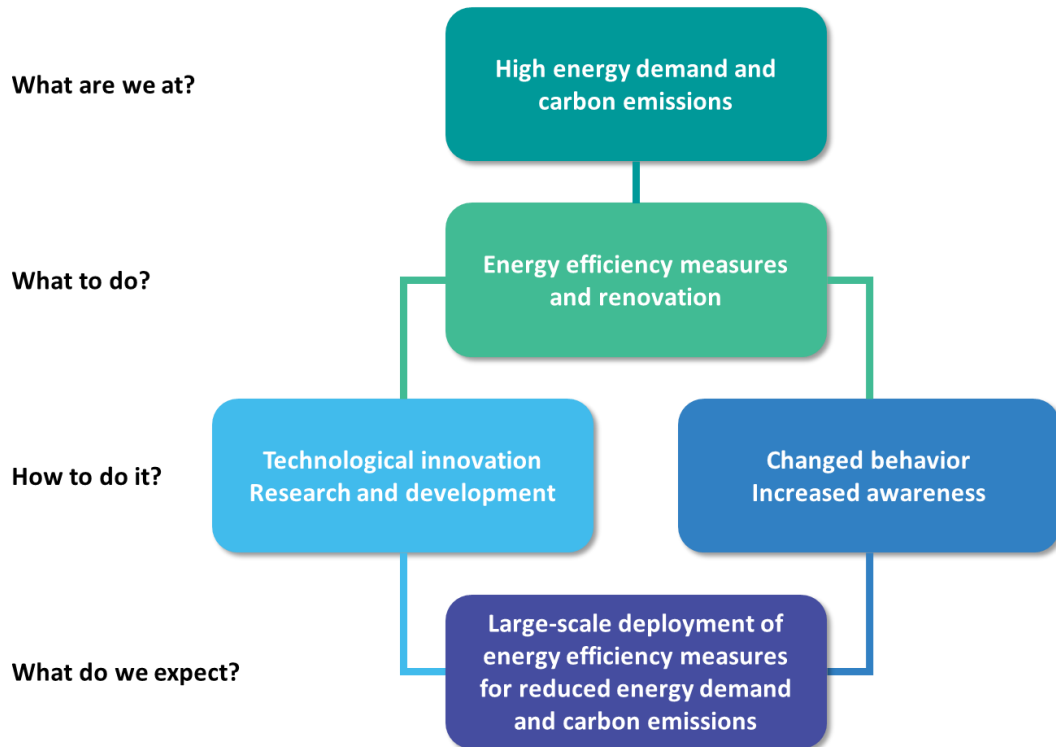 What are we at?
High energy demand and
carbon emissions
What to do?
Energy efficiency measures
and renovation
How to do it?
Technological innovation
Research and development
Changed behavior
Increased awareness
What do we expect?
Large-scale deployment of
energy efficiency measures
for reduced energy demand
and carbon emissions